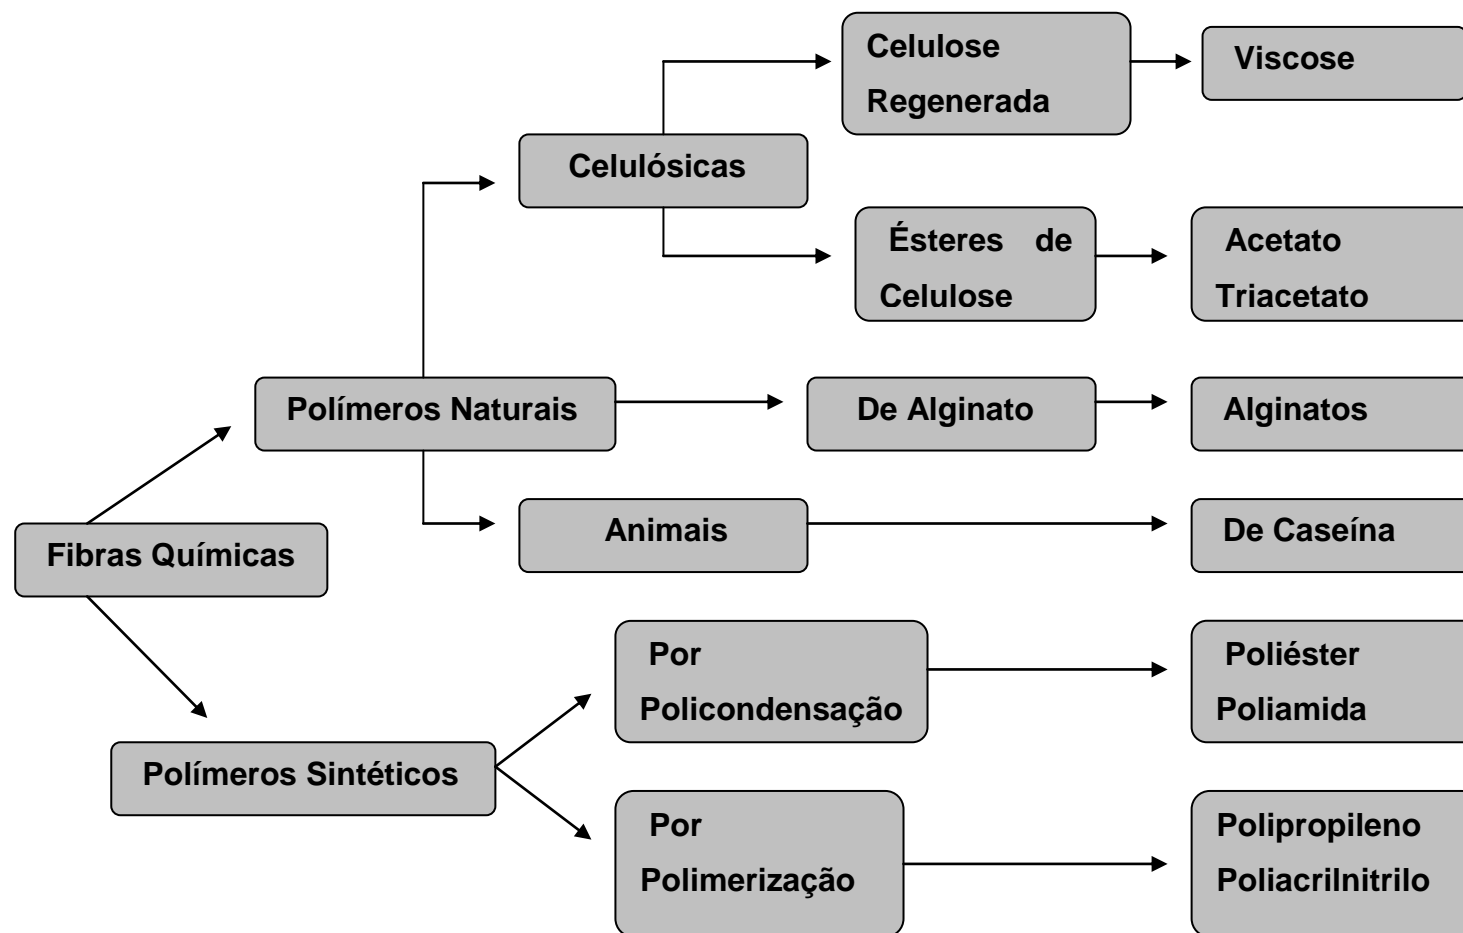 Celulose
Regenerada
Viscose
Celulósicas
Ésteres de
Celulose
Acetato
Triacetato
Polímeros Naturais
De Alginato
Alginatos
Animais
De Caseína
Fibras Químicas
Por
Policondensação
Poliéster
Poliamida
Polímeros Sintéticos
Por
Polimerização
Polipropileno
Poliacrilnitrilo